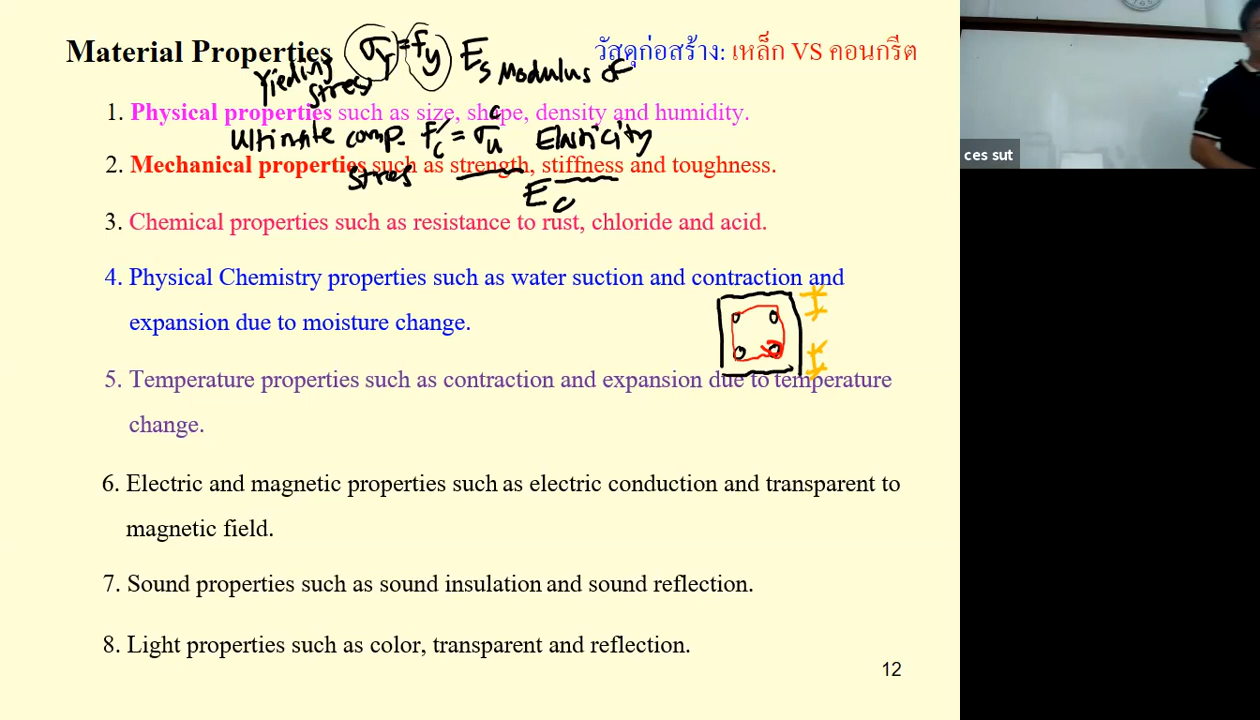 Material Properties σy = fy Es Modulus of วัสดุก่อสร้าง: เหล็ก VS คอนกรีต
Yieding stress
1. Physical properties such as size, shape, density and humidity.
Ultimate comp. f'c = σu c Elasticity
stres
2. Mechanical properties such as strength, stiffness and toughness.
Ec
3. Chemical properties such as resistance to rust, chloride and acid.
4. Physical Chemistry properties such as water suction and contraction and
expansion due to moisture change.
5. Temperature properties such as contraction and expansion due to temperature
change.
6. Electric and magnetic properties such as electric conduction and transparent to
magnetic field.
7. Sound properties such as sound insulation and sound reflection.
8. Light properties such as color, transparent and reflection.
12
ces sut